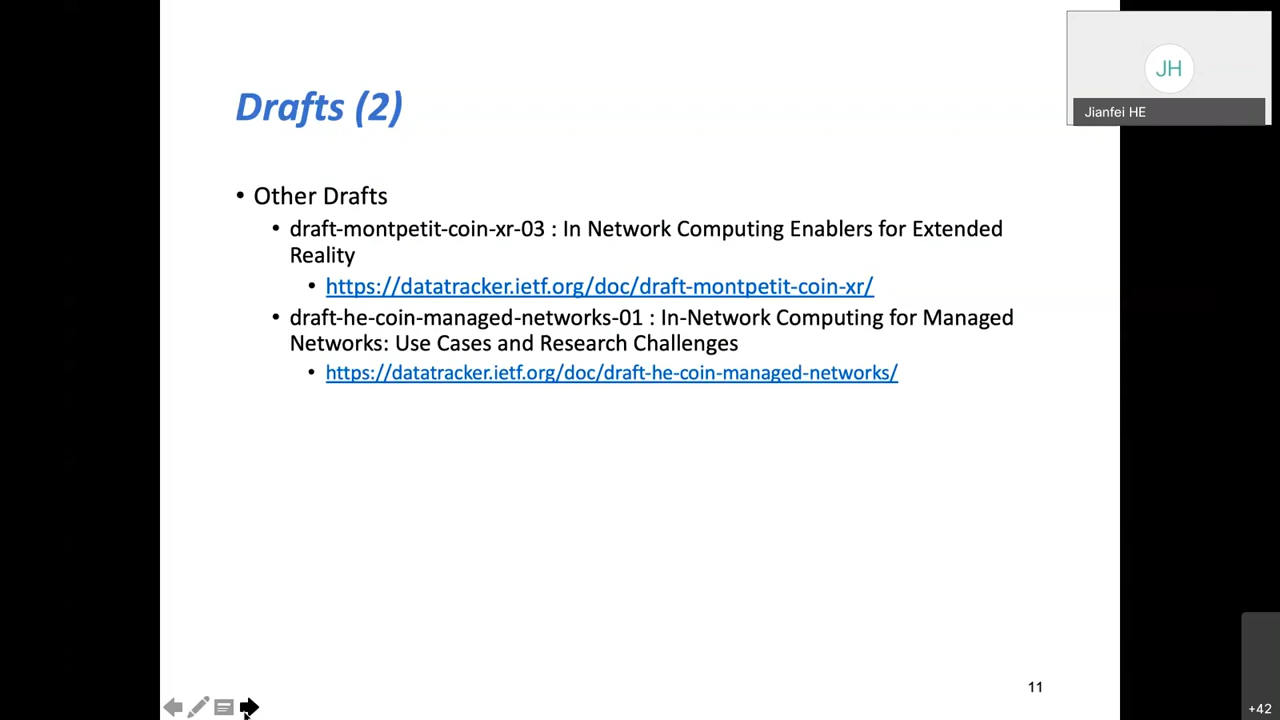 Drafts (2)
• Other Drafts
• draft-montpetit-coin-xr-03 : In Network Computing Enablers for Extended
Reality
• https://datatracker.ietf.org/doc/draft-montpetit-coin-xr/
• draft-he-coin-managed-networks-01 : In-Network Computing for Managed
Networks: Use Cases and Research Challenges
• https://datatracker.ietf.org/doc/draft-he-coin-managed-networks/
11
JH
Jianfei HE
+42